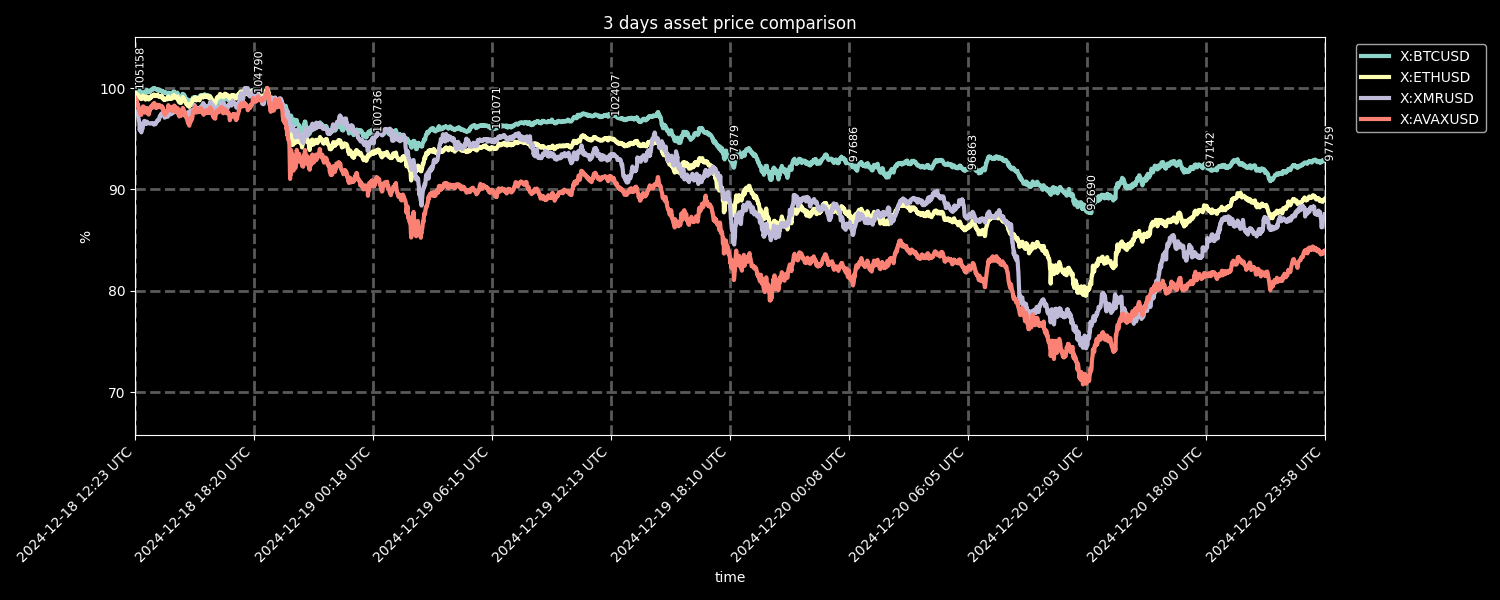 3 days asset price comparison
X:BTCUSD
X:ETHUSD
X:XMRUSD
X:AVAXUSD
100
90
80
70
%
105158
104790
100736
101071
102407
97879
97686
96863
92690
97142
97759
2024-12-18 12:23 UTC
2024-12-18 18:20 UTC
2024-12-19 00:18 UTC
2024-12-19 06:15 UTC
2024-12-19 12:13 UTC
2024-12-19 18:10 UTC
2024-12-20 00:08 UTC
2024-12-20 06:05 UTC
2024-12-20 12:03 UTC
2024-12-20 18:00 UTC
2024-12-20 23:58 UTC
time